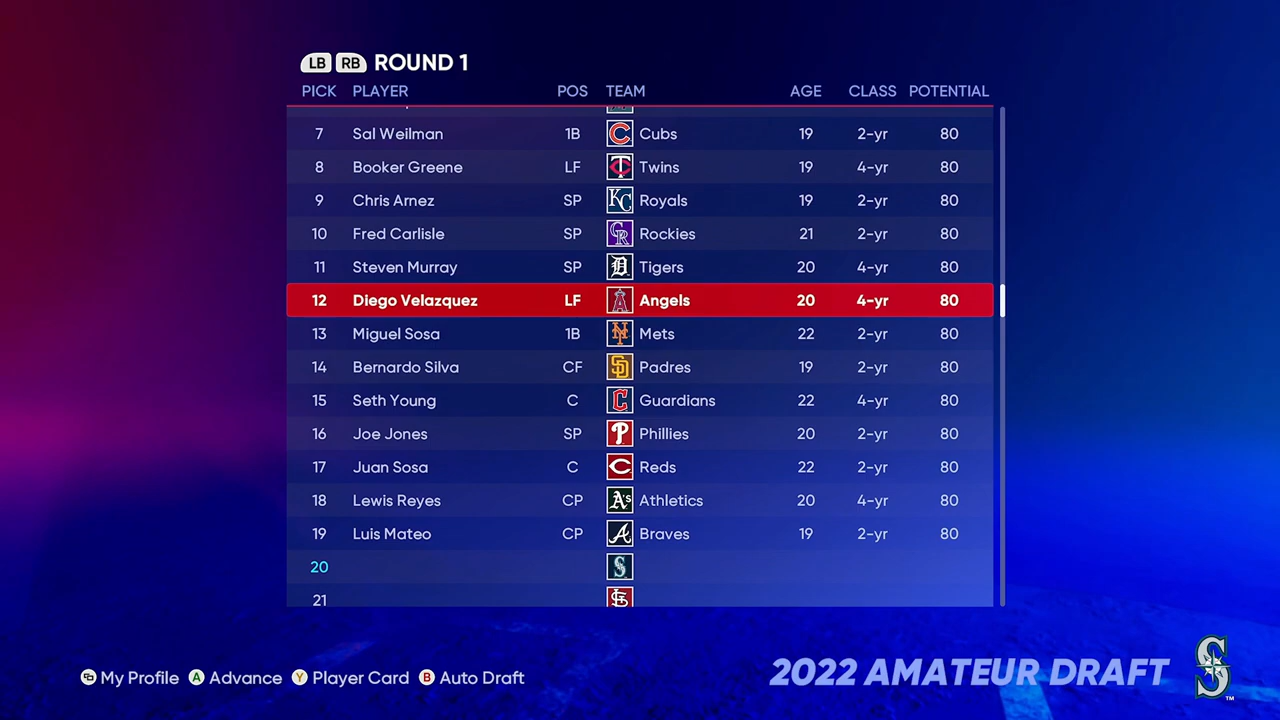 LB RB ROUND 1
PICK PLAYER POS TEAM AGE CLASS POTENTIAL
7 Sal Weilman 1B Cubs 19 2-yr 80
8 Booker Greene LF Twins 19 4-yr 80
9 Chris Arnez SP Royals 19 2-yr 80
10 Fred Carlisle SP Rockies 21 2-yr 80
11 Steven Murray SP Tigers 20 4-yr 80
12 Diego Velazquez LF Angels 20 4-yr 80
13 Miguel Sosa 1B Mets 22 2-yr 80
14 Bernardo Silva CF Padres 19 2-yr 80
15 Seth Young C Guardians 22 4-yr 80
16 Joe Jones SP Phillies 20 2-yr 80
17 Juan Sosa C Reds 22 2-yr 80
18 Lewis Reyes CP Athletics 20 4-yr 80
19 Luis Mateo CP Braves 19 2-yr 80
20
21
My Profile A Advance Y Player Card B Auto Draft
2022 AMATEUR DRAFT